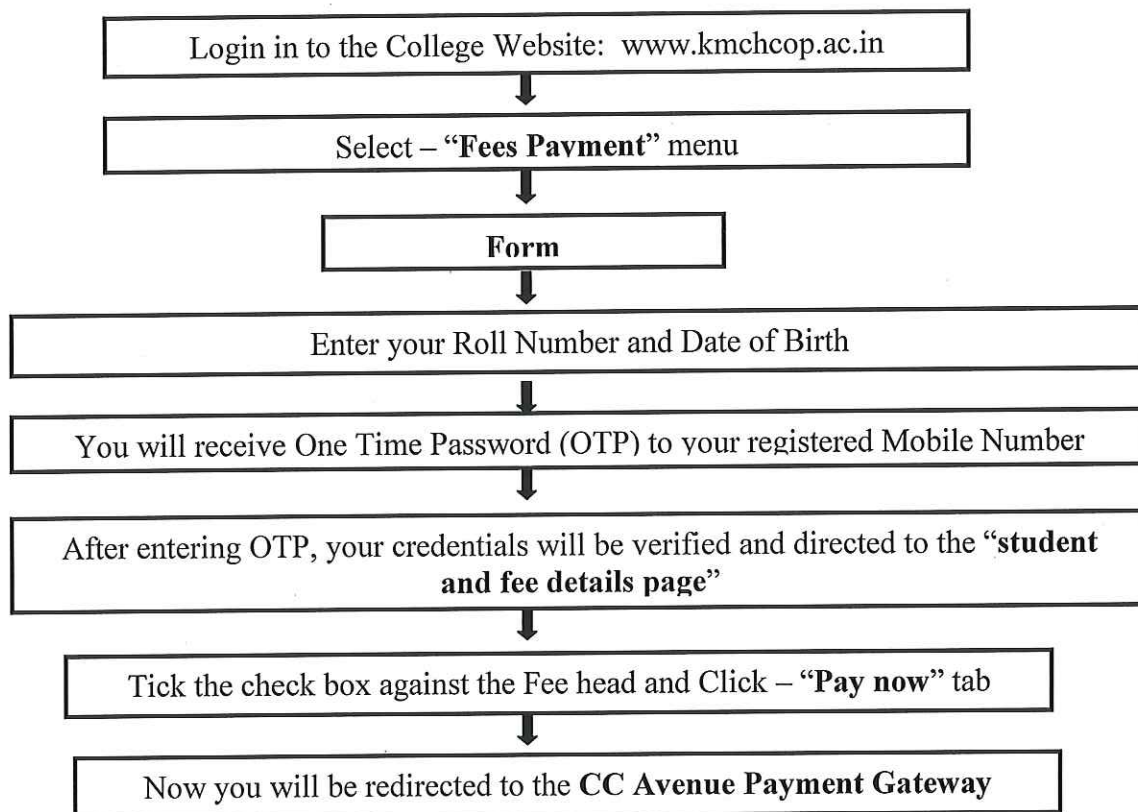 Login in to the College Website: www.kmchcop.ac.in
Select – “Fees Payment” menu
Form
Enter your Roll Number and Date of Birth
You will receive One Time Password (OTP) to your registered Mobile Number
After entering OTP, your credentials will be verified and directed to the “student
and fee details page”
Tick the check box against the Fee head and Click – “Pay now” tab
Now you will be redirected to the CC Avenue Payment Gateway